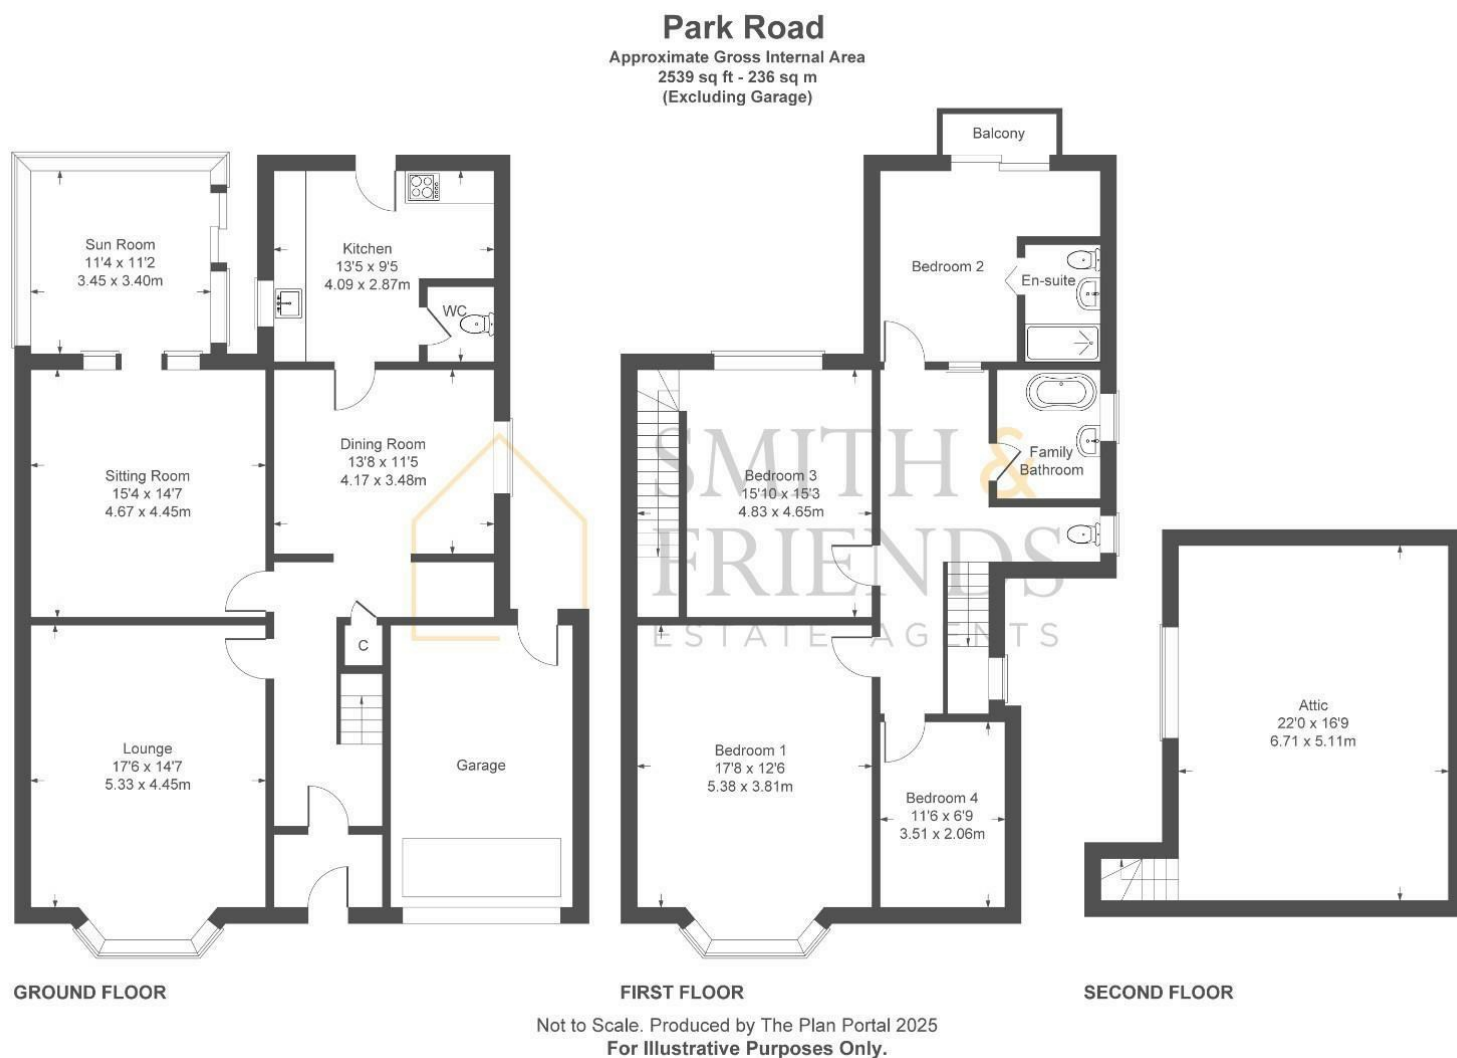 Park Road
Approximate Gross Internal Area
2539 sq ft - 236 sq m
(Excluding Garage)
Balcony
Sun Room
11'4 x 11'2
3.45 x 3.40m
Kitchen
13'5 x 9'5
4.09 x 2.87m
WC
Bedroom 2
En-suite
Sitting Room
15'4 x 14'7
4.67 x 4.45m
Dining Room
13'8 x 11'5
4.17 x 3.48m
Bedroom 3
15'10 x 15'3
4.83 x 4.65m
Family
Bathroom
SMITH &
FRIENDS
ESTATE AGENTS
C
Lounge
17'6 x 14'7
5.33 x 4.45m
Garage
Bedroom 1
17'8 x 12'6
5.38 x 3.81m
Bedroom 4
11'6 x 6'9
3.51 x 2.06m
Attic
22'0 x 16'9
6.71 x 5.11m
GROUND FLOOR
FIRST FLOOR
SECOND FLOOR
Not to Scale. Produced by The Plan Portal 2025
For Illustrative Purposes Only.